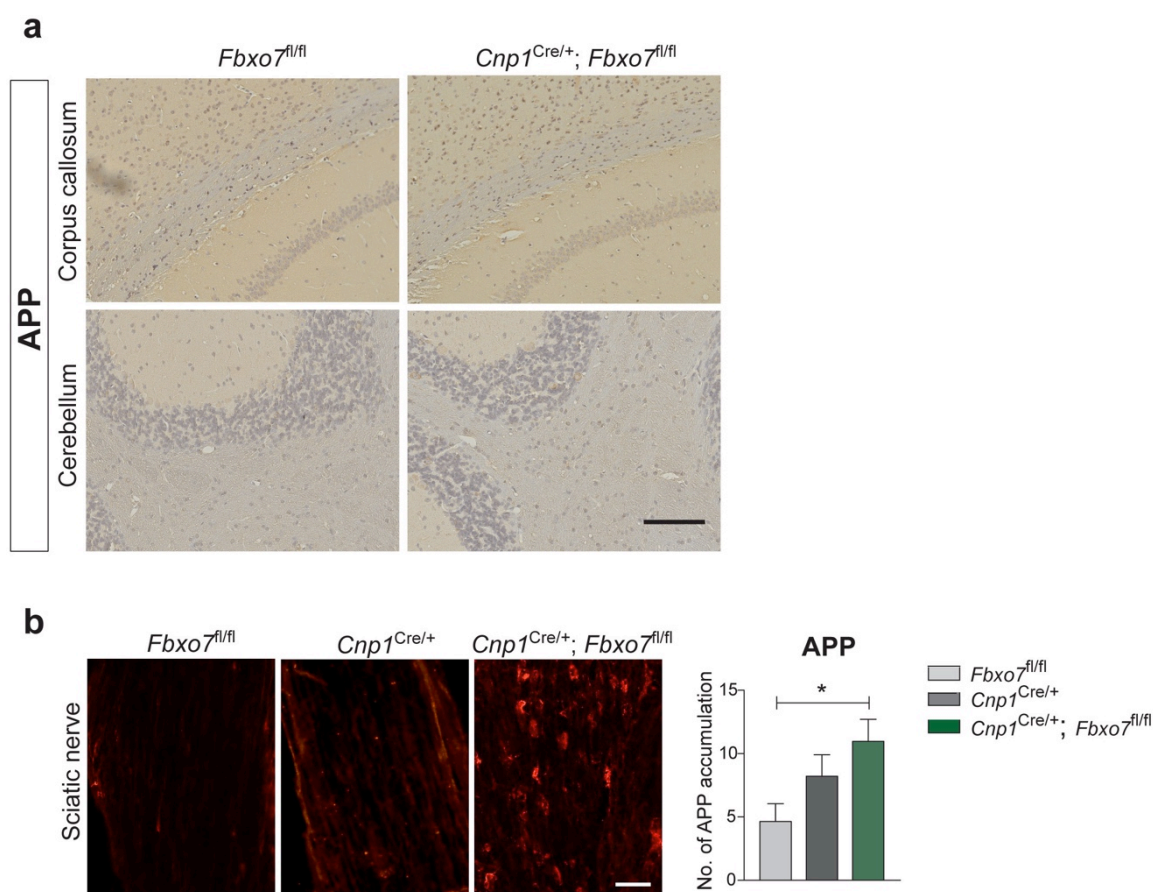 a
Fbxo7fl/fl
Cnp1Cre/+; Fbxo7fl/fl
APP
Corpus callosum
Cerebellum
b
Fbxo7fl/fl
Cnp1Cre/+
Cnp1Cre/+; Fbxo7fl/fl
Sciatic nerve
APP
No. of APP accumulation
15
10
5
0
*
Fbxo7fl/fl
Cnp1Cre/+
Cnp1Cre/+; Fbxo7fl/fl